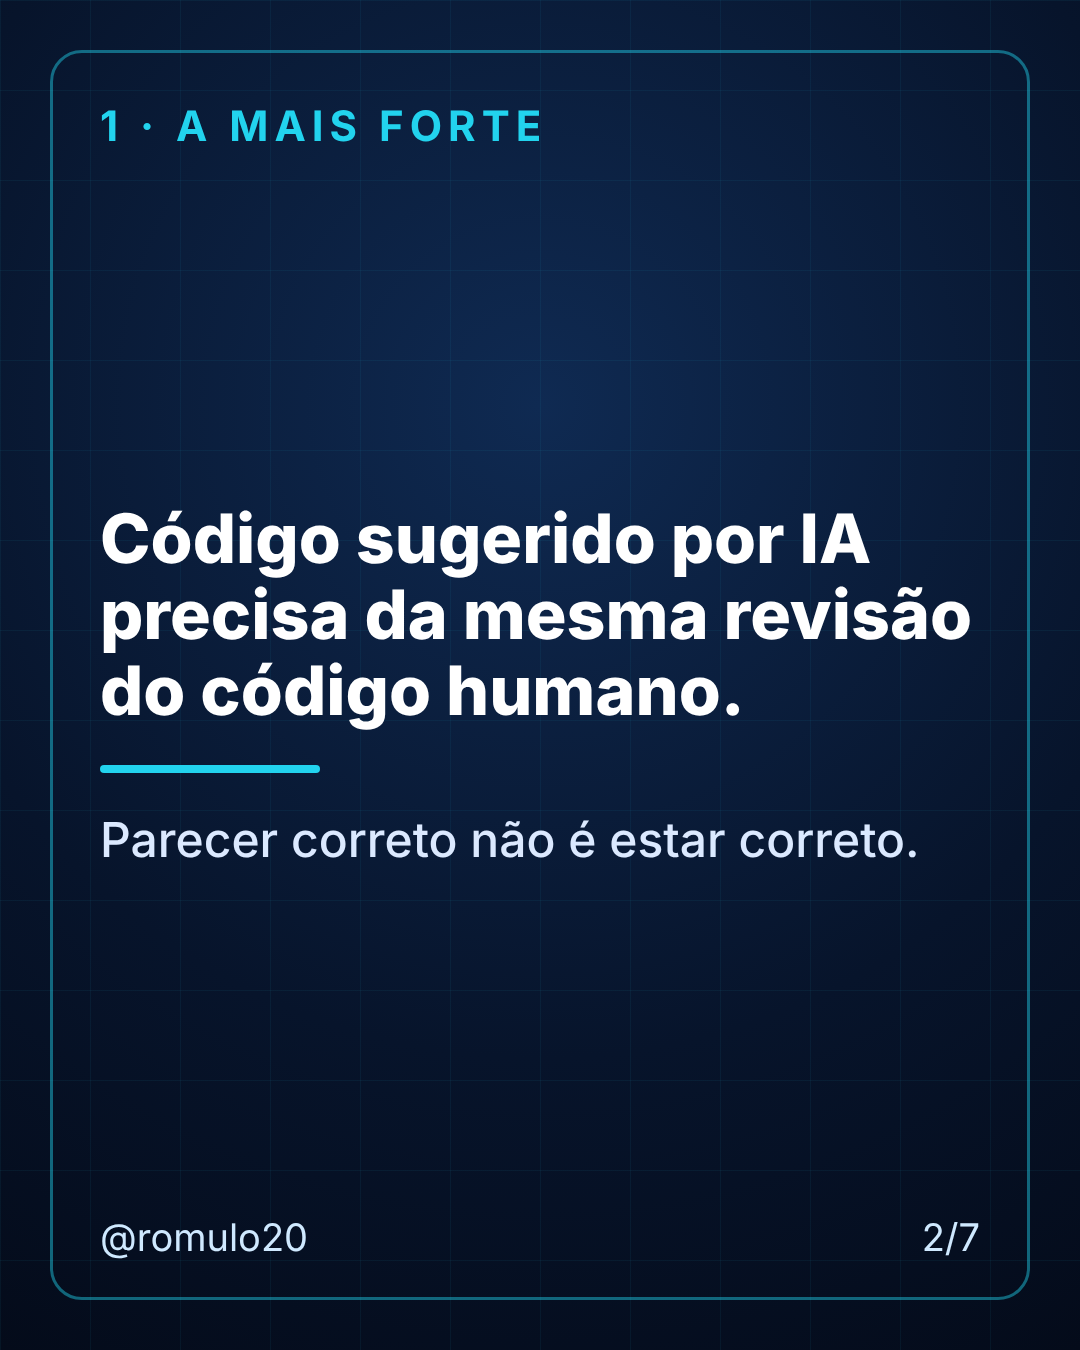 1 · A MAIS FORTE
Código sugerido por IA
precisa da mesma revisão
do código humano.
Parecer correto não é estar correto.
@romulo20
2/7